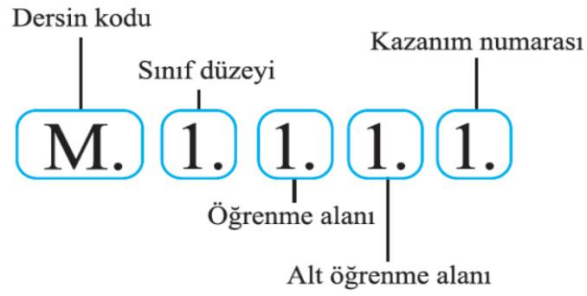 Dersin kodu
Kazanım numarası
Sınıf düzeyi
M. 1. 1. 1. 1.
Öğrenme alanı
Alt öğrenme alanı